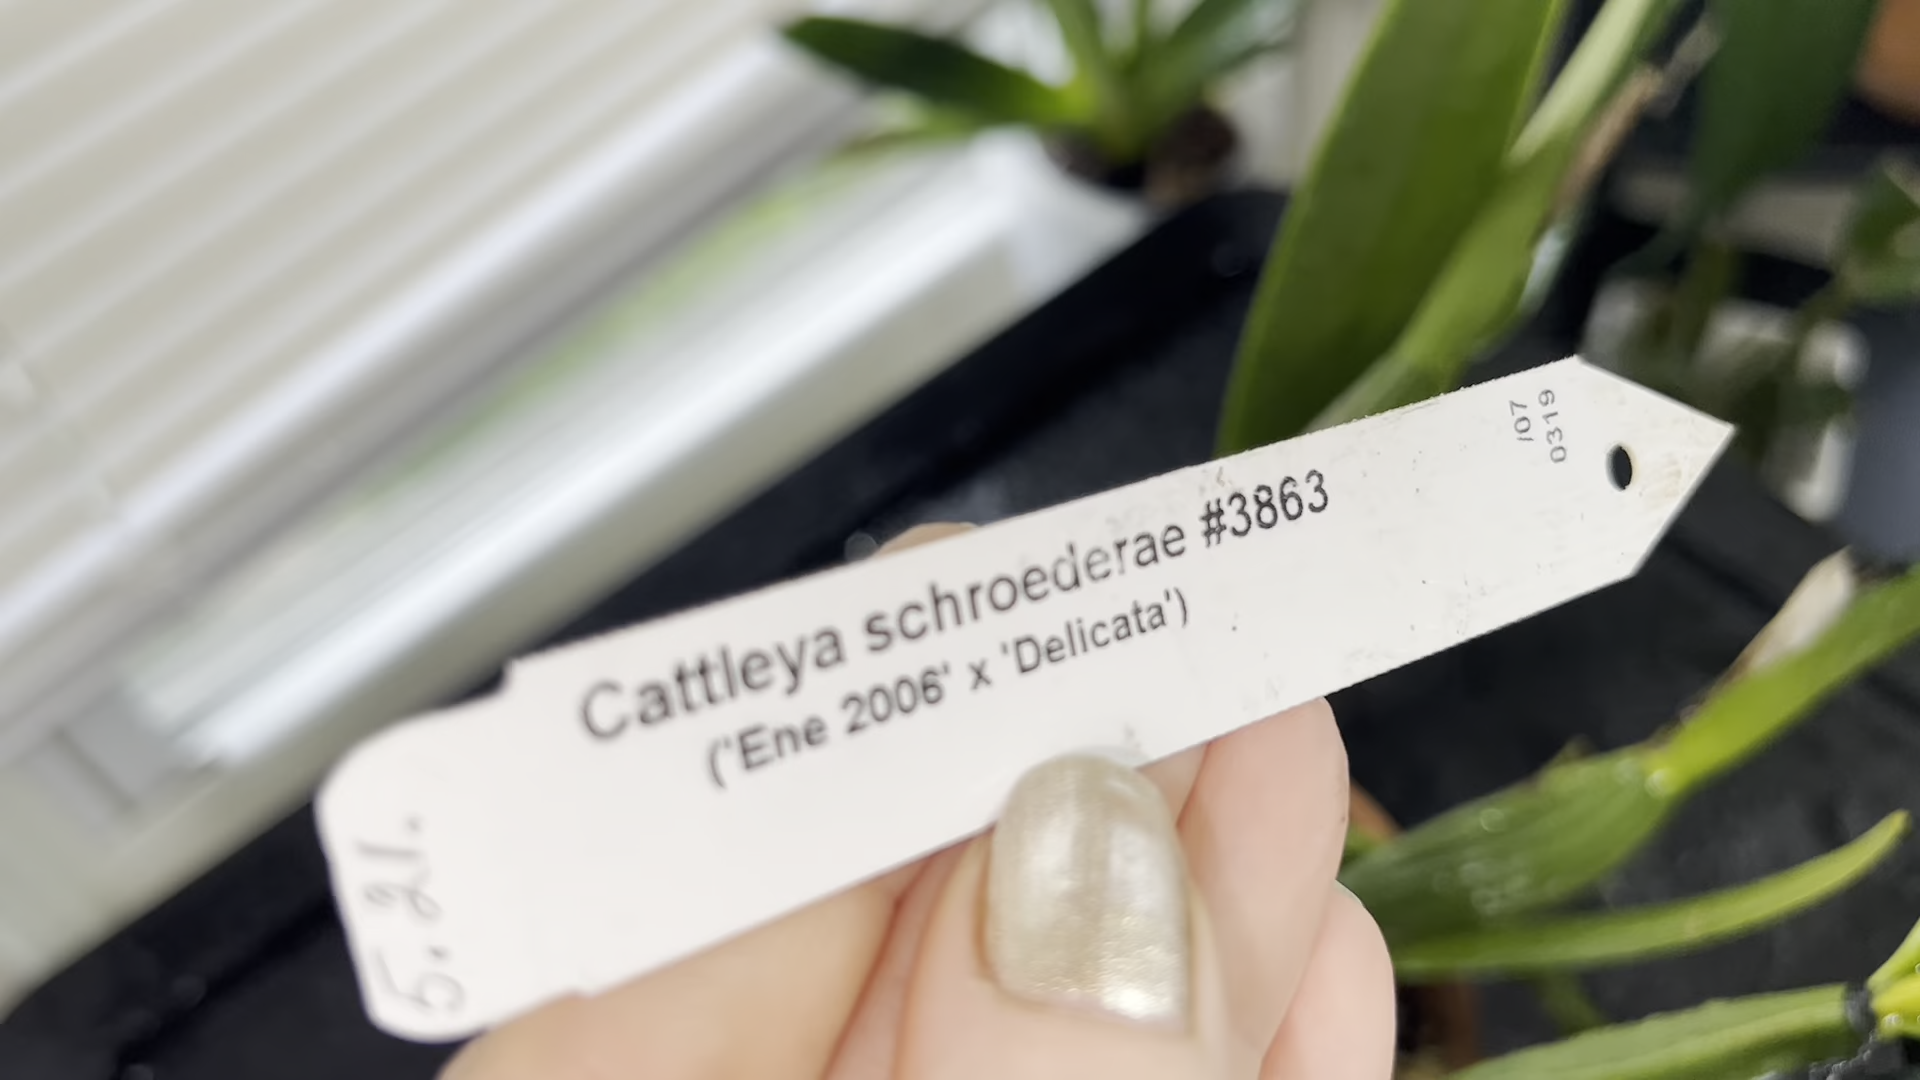 Cattleya schroederae #3863
('Ene 2006' x 'Delicata')
/07
0319
5.21.